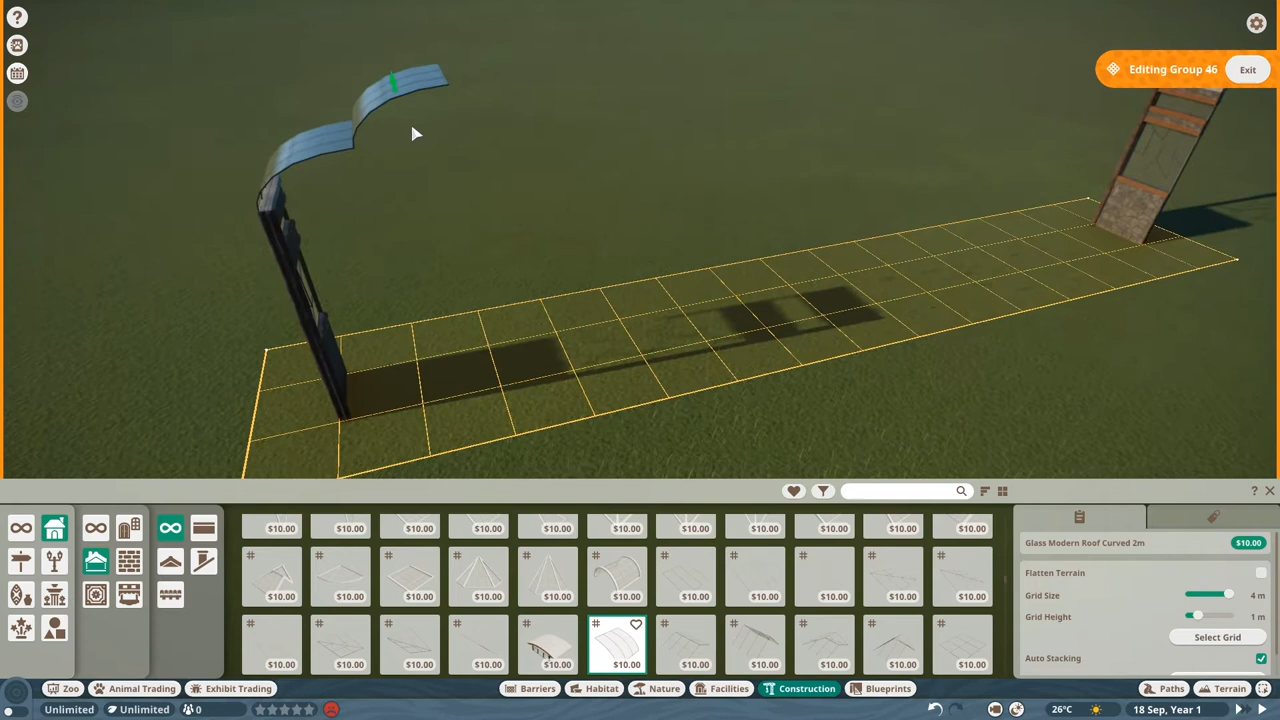 ?
Editing Group 46 Exit
? 
$10.00 $10.00 $10.00 $10.00 $10.00 $10.00 $10.00 $10.00 $10.00 $10.00 $10.00
$10.00 $10.00 $10.00 $10.00 $10.00 $10.00 $10.00 $10.00 $10.00 $10.00 $10.00
$10.00 $10.00 $10.00 $10.00 $10.00 $10.00 $10.00 $10.00 $10.00 $10.00 $10.00
Glass Modern Roof Curved 2m $10.00
Flatten Terrain
Grid Size 4 m
Grid Height 1 m
Select Grid
Auto Stacking
Zoo Animal Trading Exhibit Trading Barriers Habitat Nature Facilities Construction Blueprints Paths Terrain
Unlimited Unlimited 0 26°C 18 Sep, Year 1